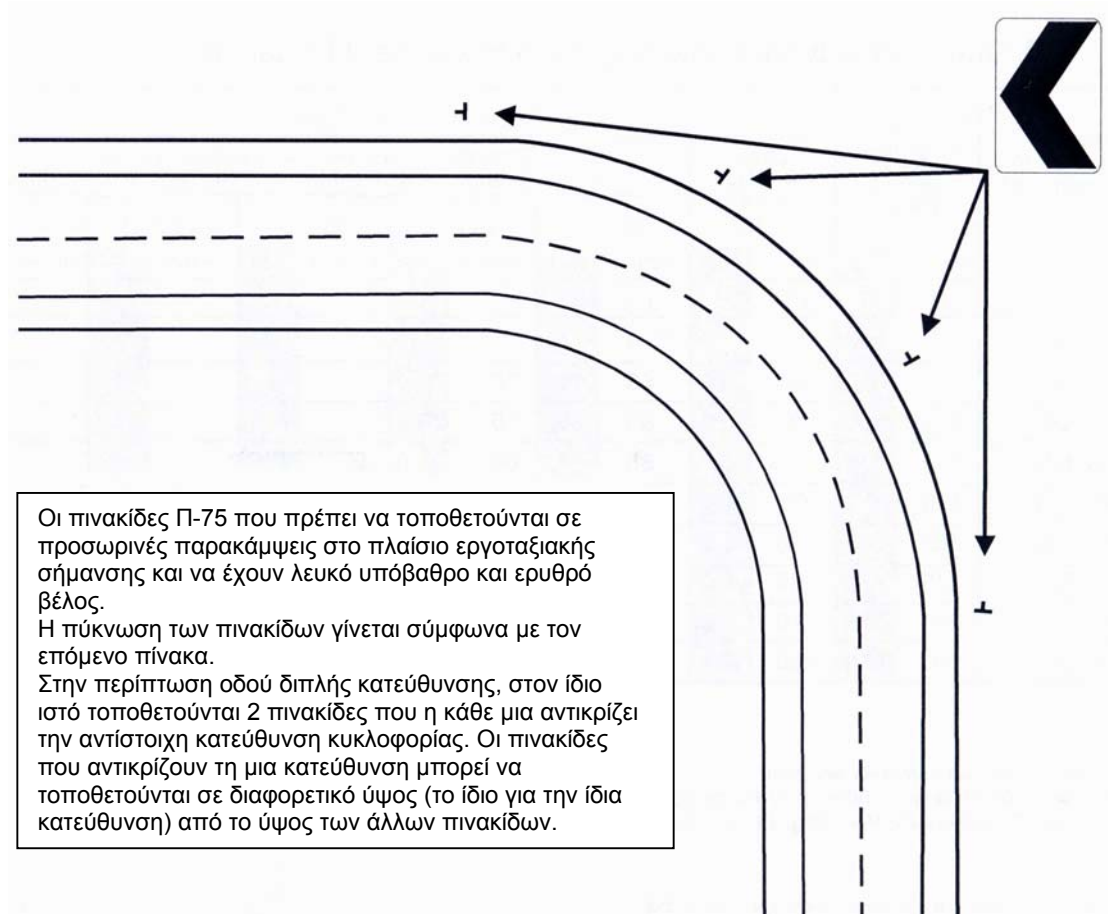 Οι πινακίδες Π-75 που πρέπει να τοποθετούνται σε
προσωρινές παρακάμψεις στο πλαίσιο εργοταξιακής
σήμανσης και να έχουν λευκό υπόβαθρο και ερυθρό
βέλος.
Η πύκνωση των πινακίδων γίνεται σύμφωνα με τον
επόμενο πίνακα.
Στην περίπτωση οδού διπλής κατεύθυνσης, στον ίδιο
ιστό τοποθετούνται 2 πινακίδες που η κάθε μια αντικρίζει
την αντίστοιχη κατεύθυνση κυκλοφορίας. Οι πινακίδες
που αντικρίζουν τη μια κατεύθυνση μπορεί να
τοποθετούνται σε διαφορετικό ύψος (το ίδιο για την ίδια
κατεύθυνση) από το ύψος των άλλων πινακίδων.